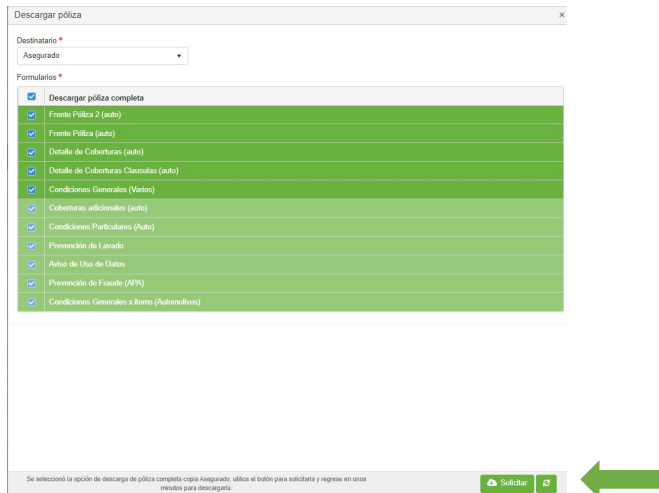 Descargar póliza
Destinatario *
Asegurado
Formularios *
Descargar póliza completa
Frente Póliza 2 (auto)
Frente Póliza (auto)
Detalle de Coberturas (auto)
Detalle de Coberturas Clausulas (auto)
Condiciones Generales (Varios)
Coberturas adicionales (auto)
Condiciones Particulares (Auto)
Prevención de Lavado
Aviso de Uso de Datos
Prevención de Fraude (APA)
Condiciones Generales x items (Automolives)
Se seleccionó la opción de descarga de póliza completa copia Asegurado, utilice el botón para solicitarla y regrese en unos
minutos para descargarla.
Solicitar